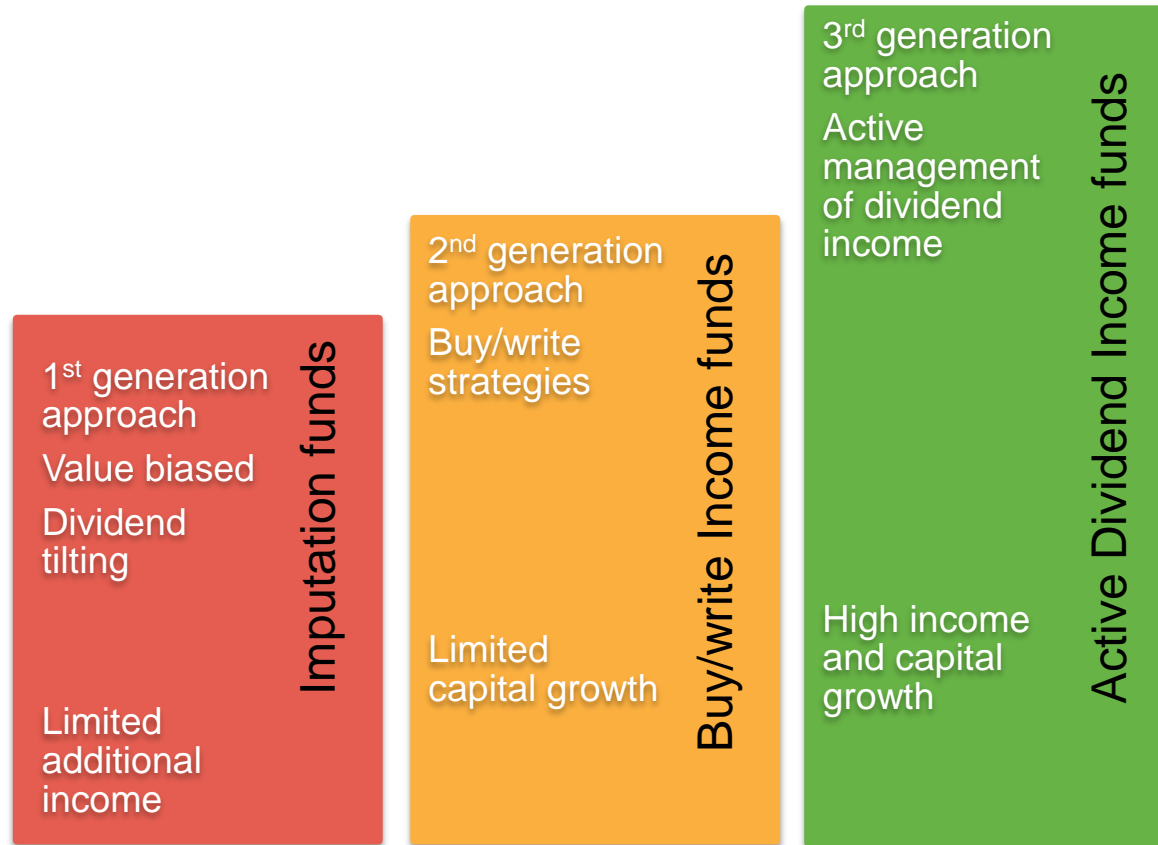 1st generation
approach
Value biased
Dividend
tilting
Limited
additional
income
Imputation funds
2nd generation
approach
Buy/write
strategies
Limited
capital growth
Buy/write Income funds
3rd generation
approach
Active
management
of dividend
income
High income
and capital
growth
Active Dividend Income funds